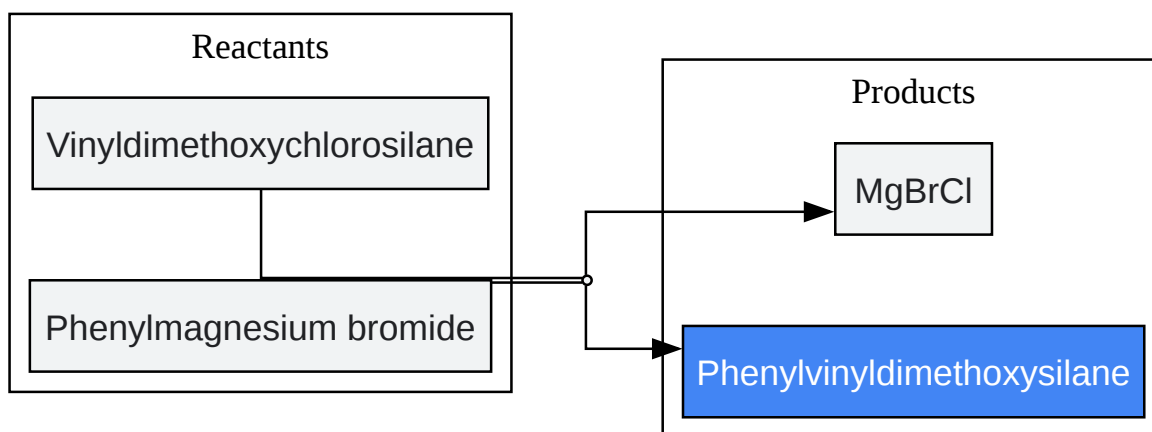 Reactants
Vinyldimethoxychlorosilane
Phenylmagnesium bromide
Products
MgBrCl
Phenylvinyldimethoxysilane